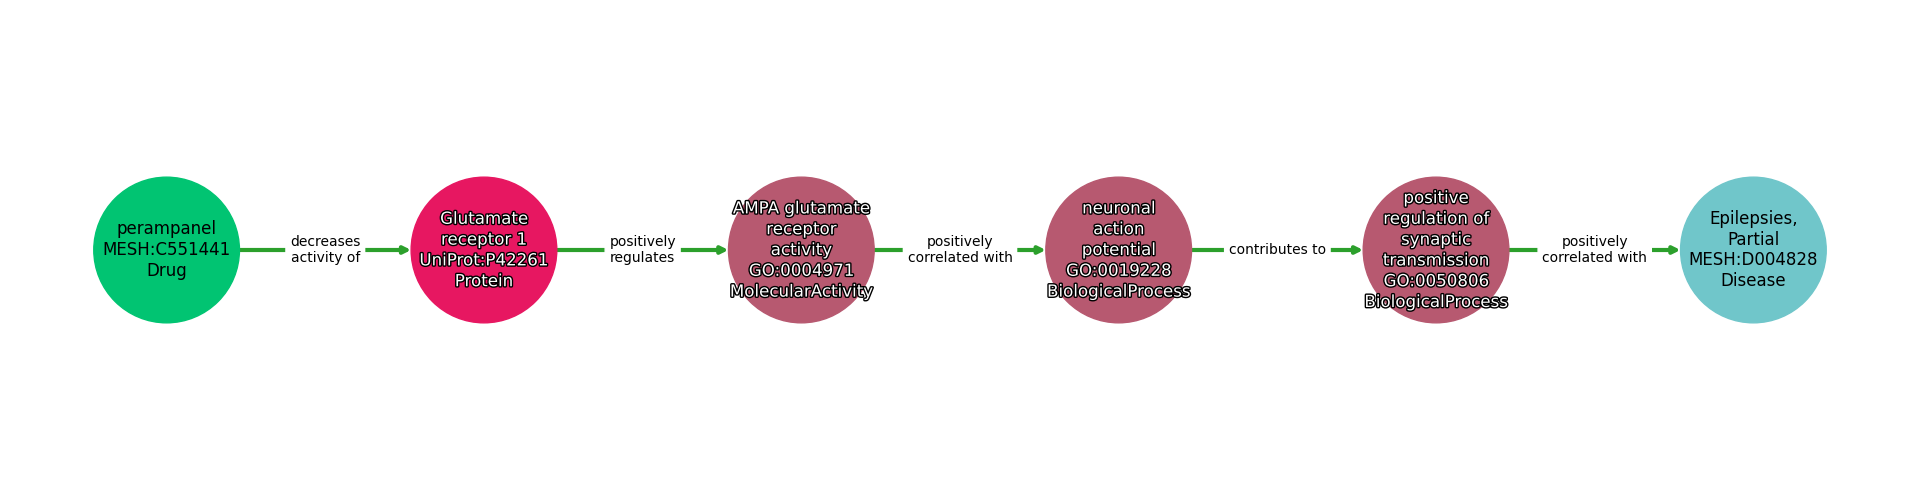 perampanel
MESH:C551441
Drug
decreases
activity of
Glutamate
receptor 1
UniProt:P42261
Protein
positively
regulates
AMPA glutamate
receptor
activity
GO:0004971
MolecularActivity
positively
correlated with
neuronal
action
potential
GO:0019228
BiologicalProcess
contributes to
positive
regulation of
synaptic
transmission
GO:0050806
BiologicalProcess
positively
correlated with
Epilepsies,
Partial
MESH:D004828
Disease